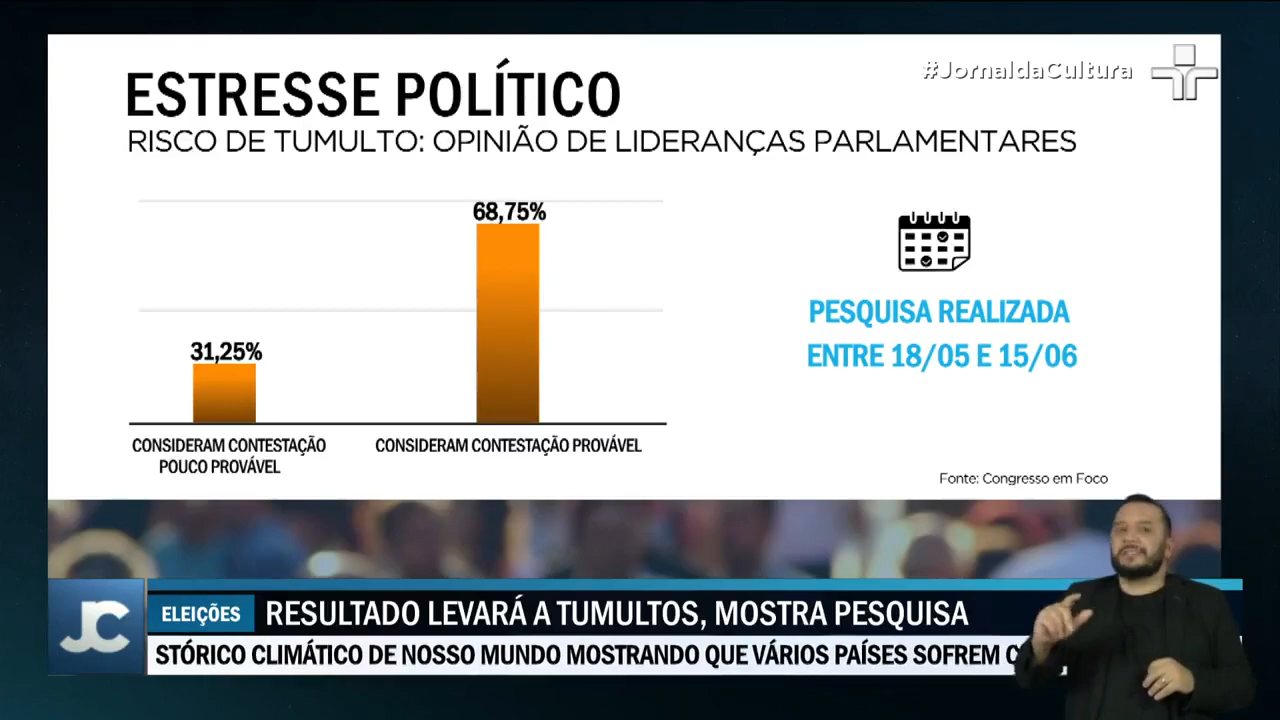 #JornaldaCultura
ESTRESSE POLÍTICO
RISCO DE TUMULTO: OPINIÃO DE LIDERANÇAS PARLAMENTARES
68,75%
31,25%
CONSIDERAM CONTESTAÇÃO
POUCO PROVÁVEL
CONSIDERAM CONTESTAÇÃO PROVÁVEL
PESQUISA REALIZADA
ENTRE 18/05 E 15/06
Fonte: Congresso em Foco
JC
ELEIÇÕES RESULTADO LEVARÁ A TUMULTOS, MOSTRA PESQUISA
STÓRICO CLIMÁTICO DE NOSSO MUNDO MOSTRANDO QUE VÁRIOS PAÍSES SOFREM